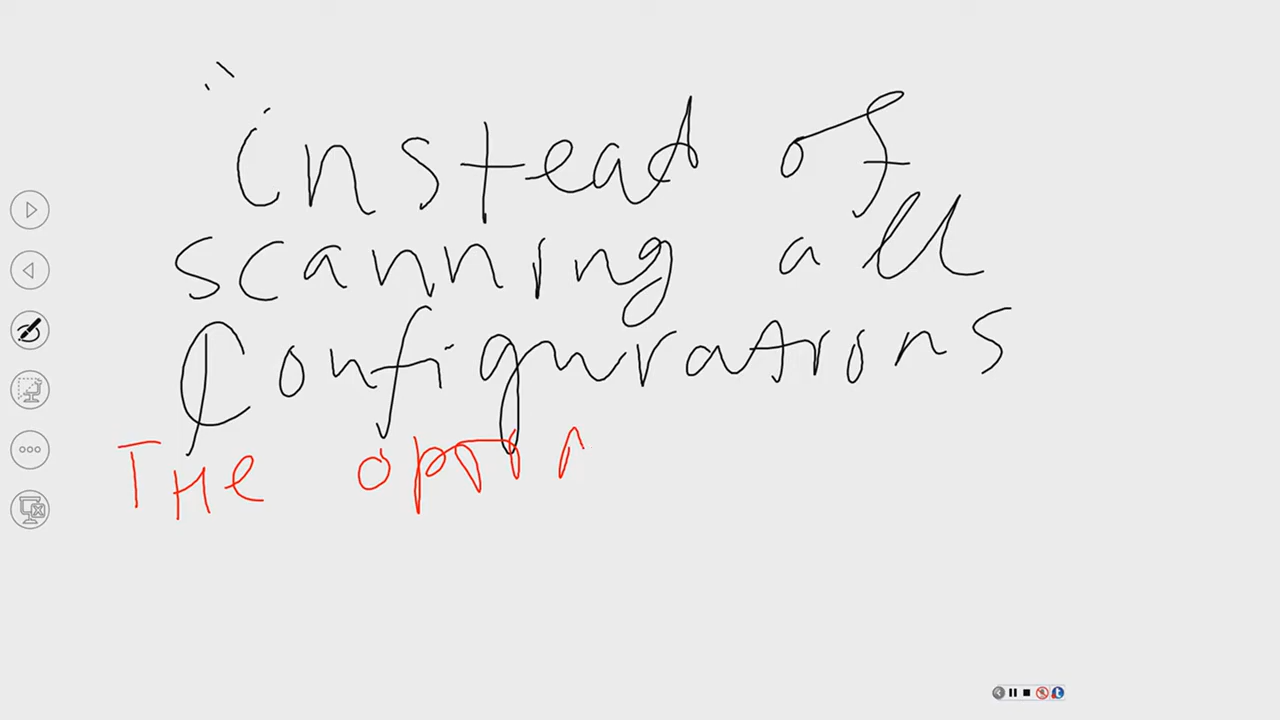 "instead of
scanning all
Configurations
The